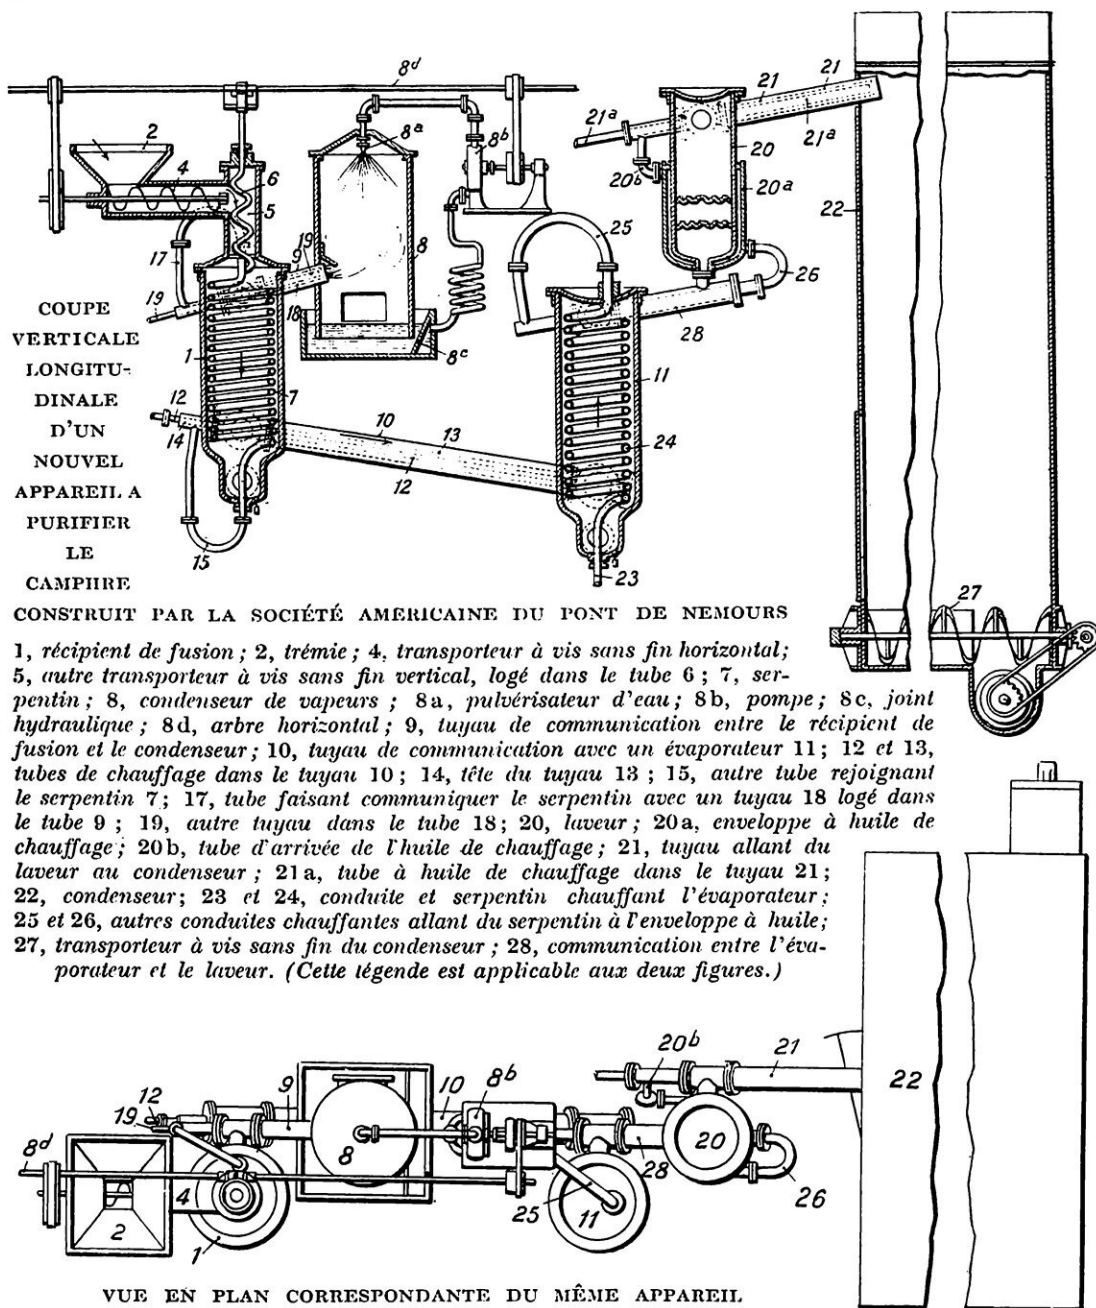 8d
21
21
2
8a
8b
21a
21a
4
6
20
5
20b
20a
22
25
17
9
19
8
26
19
18
28
COUPE
VERTICALE
LONGITU-
DINALE
D'UN
NOUVEL
APPAREIL A
PURIFIER
LE
CAMPHRE
1
8c
11
12
7
10
14
13
24
1
12
15
23
27
CONSTRUIT PAR LA SOCIÉTÉ AMERICAINE DU PONT DE NEMOURS
1, récipient de fusion; 2, trémie; 4, transporteur à vis sans fin horizontal;
5, autre transporteur à vis sans fin vertical, logé dans le tube 6; 7, ser-
pentin; 8, condenseur de vapeurs; 8a, pulvérisateur d'eau; 8b, pompe; 8c, joint
hydraulique; 8d, arbre horizontal; 9, tuyau de communication entre le récipient de
fusion et le condenseur; 10, tuyau de communication avec un évaporateur 11; 12 et 13,
tubes de chauffage dans le tuyau 10; 14, tête du tuyau 13; 15, autre tube rejoignant
le serpentin 7; 17, tube faisant communiquer le serpentin avec un tuyau 18 logé dans
le tube 9; 19, autre tuyau dans le tube 18; 20, laveur; 20a, enveloppe à huile de
chauffage; 20b, tube d'arrivée de l'huile de chauffage; 21, tuyau allant du
laveur au condenseur; 21a, tube à huile de chauffage dans le tuyau 21;
22, condenseur; 23 et 24, conduite et serpentin chauffant l'évaporateur;
25 et 26, autres conduites chauffantes allant du serpentin à l'enveloppe à huile;
27, transporteur à vis sans fin du condenseur; 28, communication entre l'éva-
porateur et le laveur. (Cette légende est applicable aux deux figures.)
20b
21
22
12
9
10
8b
19
8d
8
20
28
4
25
26
2
11
1
VUE EN PLAN CORRESPONDANTE DU MÊME APPAREIL